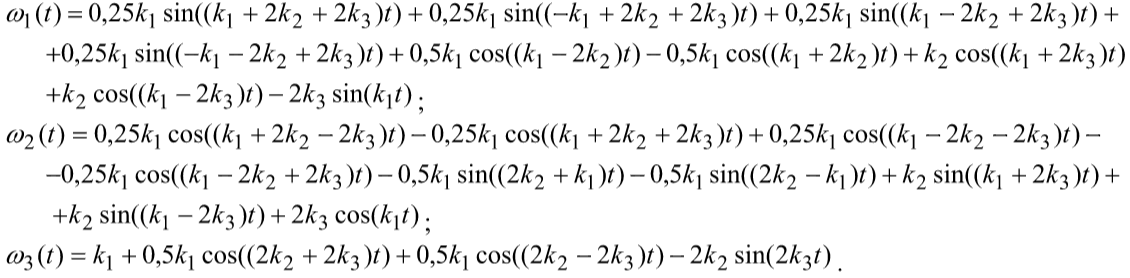 ω₁(t) = 0,25k₁ sin((k₁ + 2k₂ + 2k₃)t) + 0,25k₁ sin((−k₁ + 2k₂ + 2k₃)t) + 0,25k₁ sin((k₁ − 2k₂ + 2k₃)t) +
+0,25k₁ sin((−k₁ − 2k₂ + 2k₃)t) + 0,5k₁ cos((k₁ − 2k₂)t) − 0,5k₁ cos((k₁ + 2k₂)t) + k₂ cos((k₁ + 2k₃)t)
+k₂ cos((k₁ − 2k₃)t) − 2k₃ sin(k₁t) ;
ω₂(t) = 0,25k₁ cos((k₁ + 2k₂ − 2k₃)t) − 0,25k₁ cos((k₁ + 2k₂ + 2k₃)t) + 0,25k₁ cos((k₁ − 2k₂ − 2k₃)t) −
−0,25k₁ cos((k₁ − 2k₂ + 2k₃)t) − 0,5k₁ sin((2k₂ + k₁)t) − 0,5k₁ sin((2k₂ − k₁)t) + k₂ sin((k₁ + 2k₃)t) +
+k₂ sin((k₁ − 2k₃)t) + 2k₃ cos(k₁t) ;
ω₃(t) = k₁ + 0,5k₁ cos((2k₂ + 2k₃)t) + 0,5k₁ cos((2k₂ − 2k₃)t) − 2k₂ sin(2k₃t) .